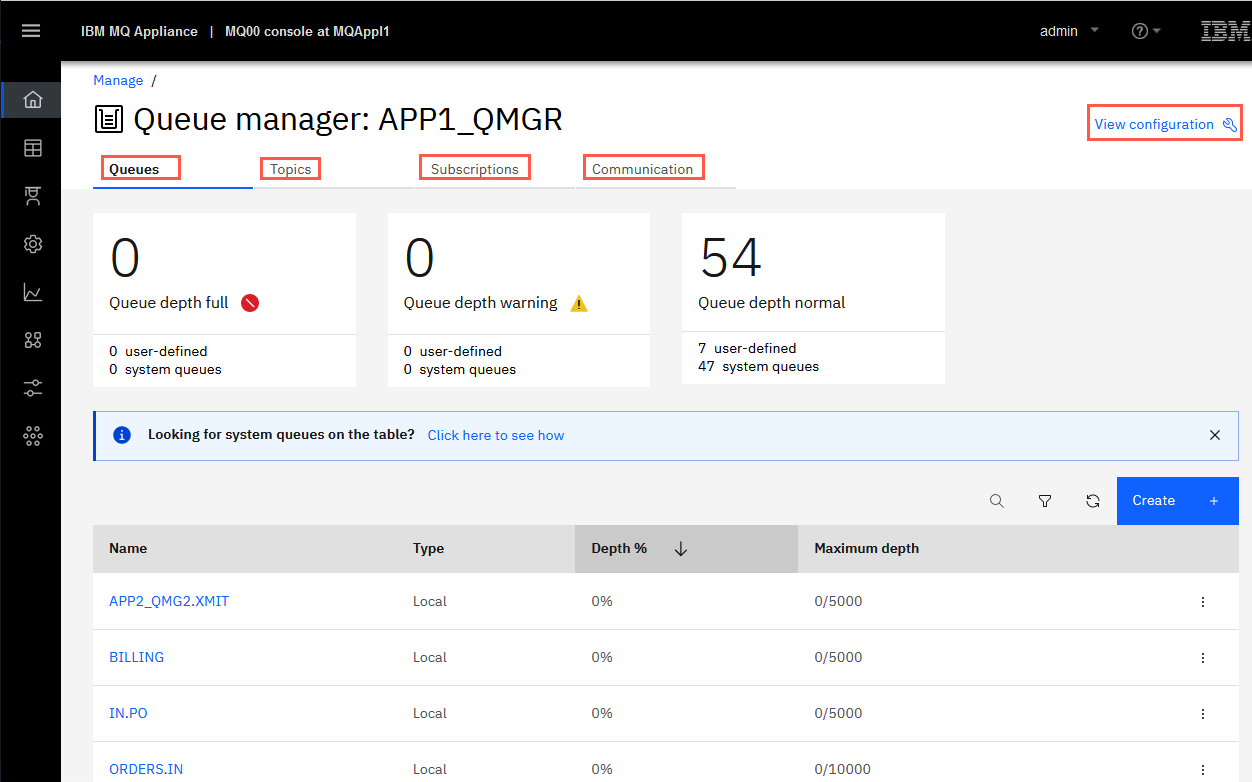 IBM MQ Appliance | MQ00 console at MQAppl1
admin
IBM
Manage /
Queue manager: APP1_QMGR
View configuration
Queues Topics Subscriptions Communication
0 0 54
Queue depth full Queue depth warning Queue depth normal
0 user-defined 0 user-defined 7 user-defined
0 system queues 0 system queues 47 system queues
Looking for system queues on the table? Click here to see how
Create +
Name Type Depth % Maximum depth
APP2_QMG2.XMIT Local 0% 0/5000
BILLING Local 0% 0/5000
IN.PO Local 0% 0/5000
ORDERS.IN Local 0% 0/10000